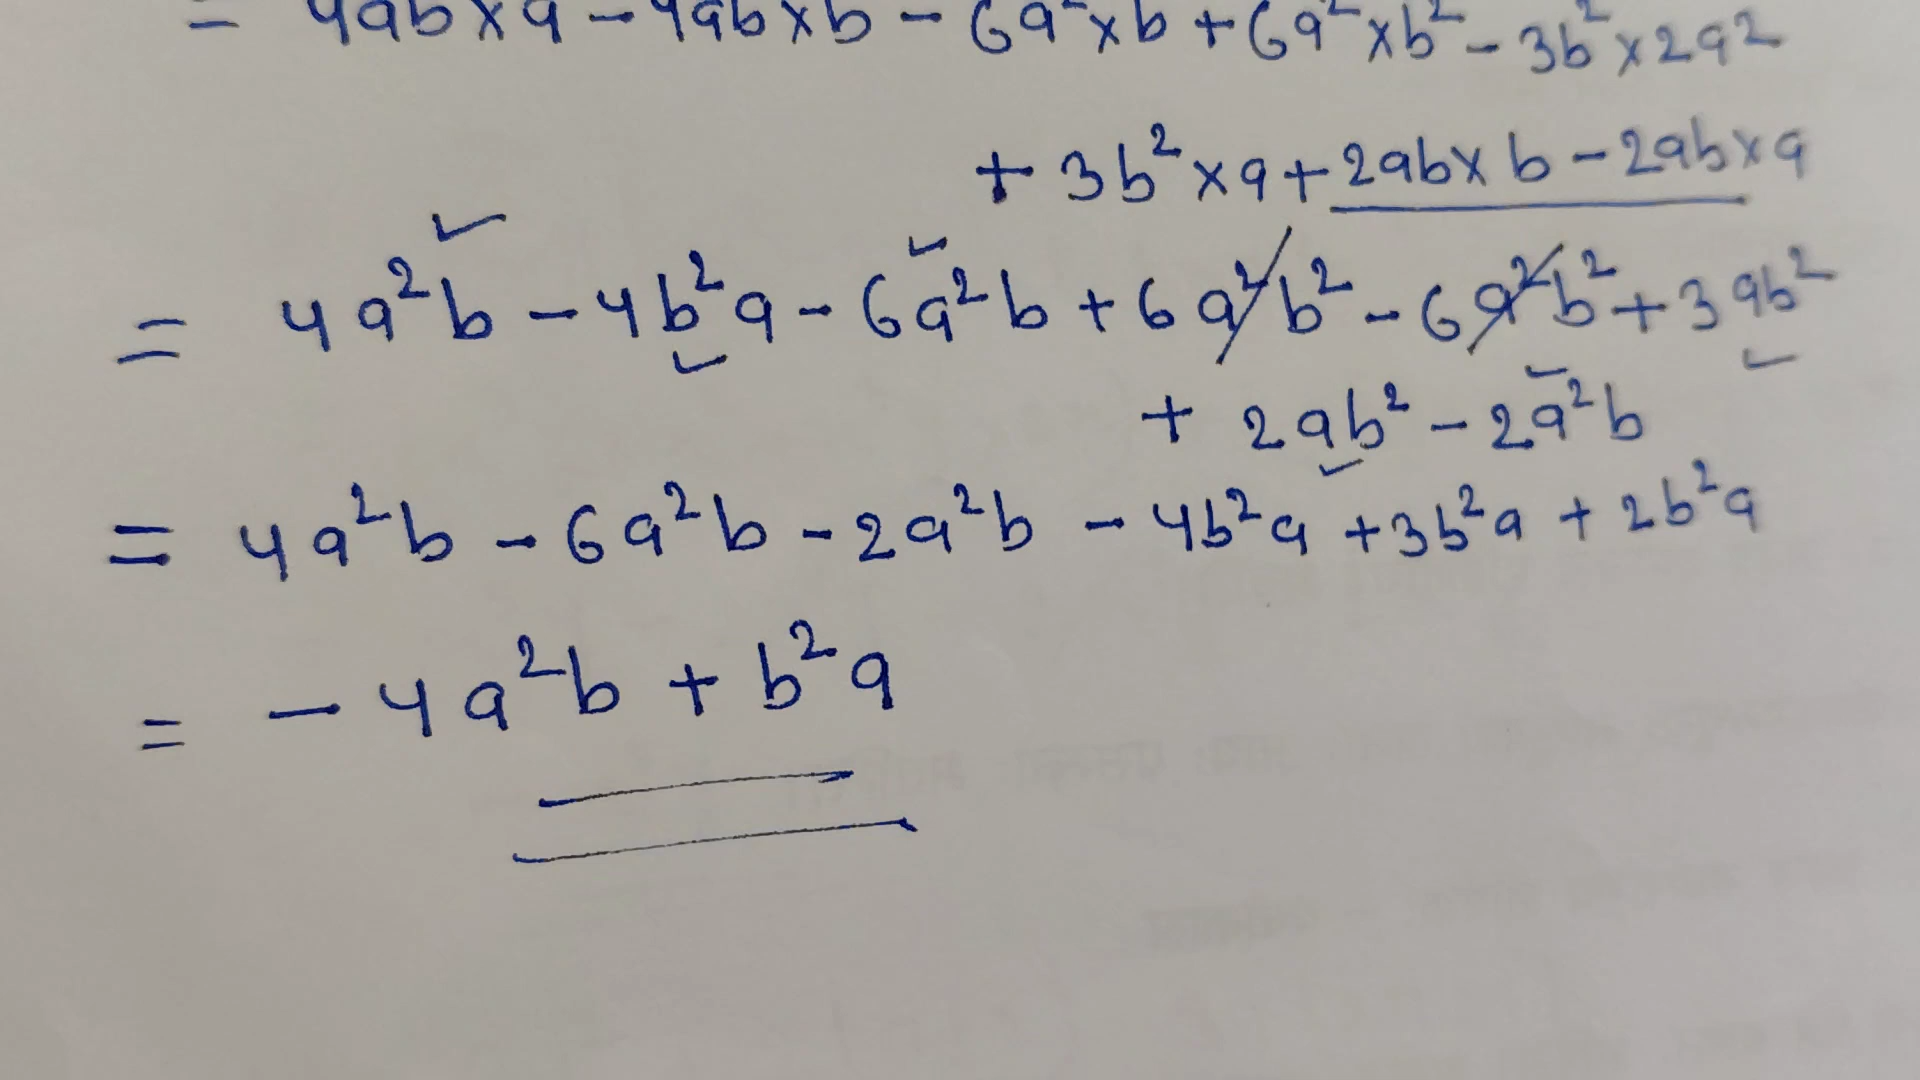 = 4ab×a - 4ab×b - 6a²×b + 6a²×b² - 3b²×2a2
+ 3b²×a + 2ab×b - 2ab×a
= 4a²b - 4b²a - 6a²b + 6a²b² - 6a²b² + 3ab²
+ 2ab² - 2a²b
= 4a²b - 6a²b - 2a²b - 4b²a + 3b²a + 2b²a
= - 4a²b + b²a